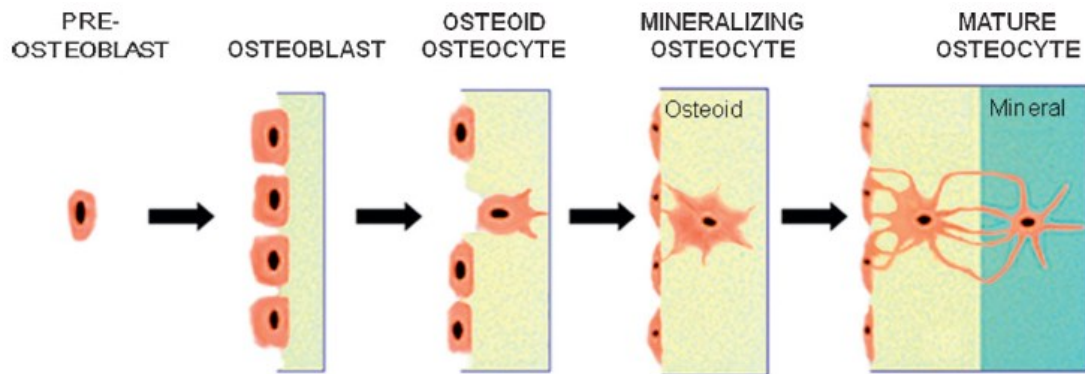 PRE-
OSTEOBLAST
OSTEOBLAST
OSTEOID
OSTEOCYTE
MINERALIZING
OSTEOCYTE
MATURE
OSTEOCYTE
Osteoid
Mineral